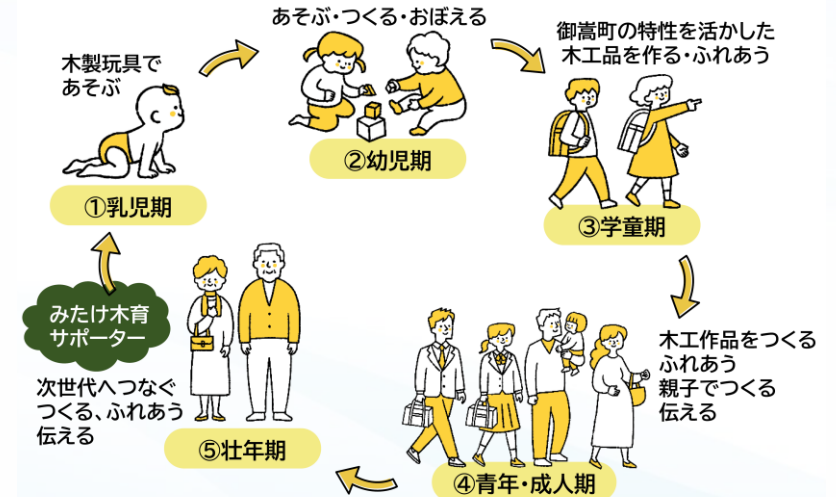 木製玩具で
あそぶ
①乳児期
あそぶ・つくる・おぼえる
②幼児期
御嵩町の特性を活かした
木工品を作る・ふれあう
③学童期
木工作品をつくる
ふれあう
親子でつくる
伝える
④青年・成人期
⑤壮年期
みたけ木育
サポーター
次世代へつなぐ
つくる、ふれあう
伝える